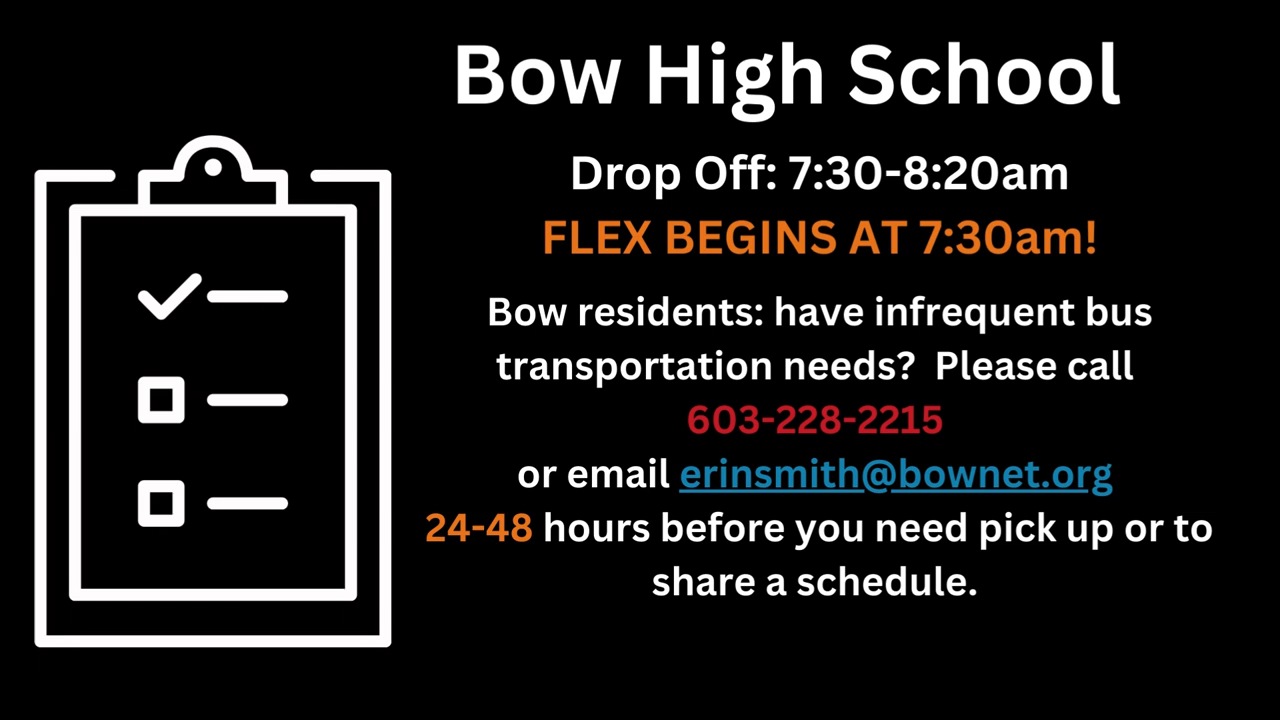 Bow High School
Drop Off: 7:30-8:20am
FLEX BEGINS AT 7:30am!
Bow residents: have infrequent bus
transportation needs?  Please call
603-228-2215
or email erinsmith@bownet.org
24-48 hours before you need pick up or to
share a schedule.